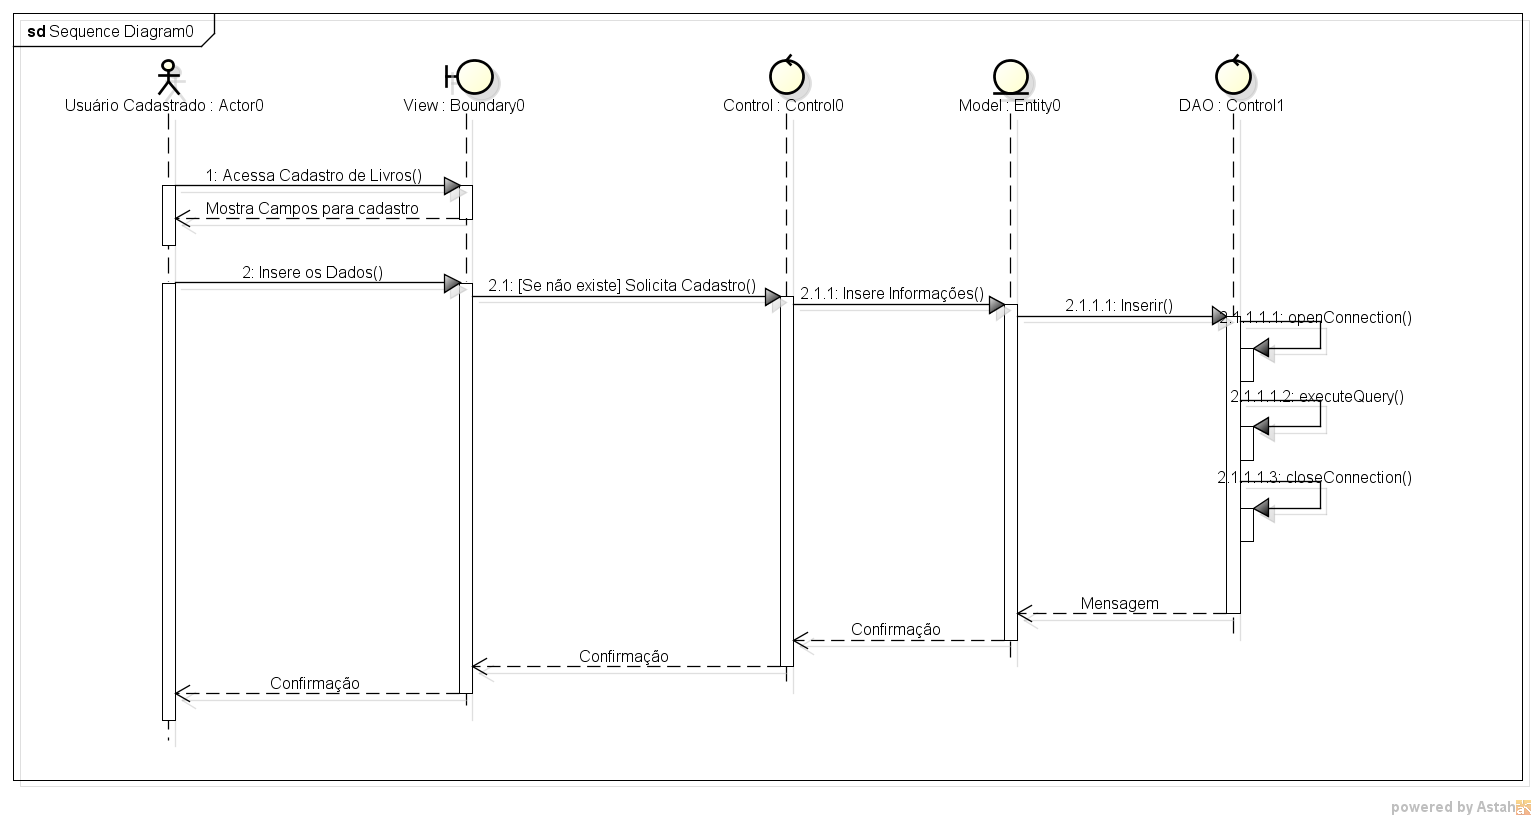 sd Sequence Diagram0
Usuário Cadastrado : Actor0
View : Boundary0
Control : Control0
Model : Entity0
DAO : Control1
1: Acessa Cadastro de Livros()
Mostra Campos para cadastro
2: Insere os Dados()
2.1: [Se não existe] Solicita Cadastro()
2.1.1: Insere Informações()
2.1.1.1: Inserir()
2.1.1.1.1: openConnection()
2.1.1.1.2: executeQuery()
2.1.1.1.3: closeConnection()
Mensagem
Confirmação
Confirmação
Confirmação
powered by Astah